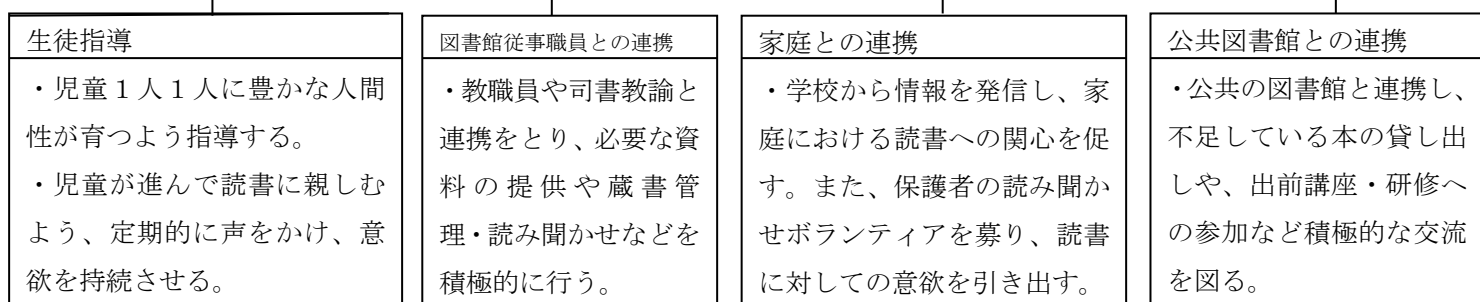 生徒指導
・児童１人１人に豊かな人間
性が育つよう指導する。
・児童が進んで読書に親しむ
よう、定期的に声をかけ、意
欲を持続させる。
図書館従事職員との連携
・教職員や司書教諭と
連携をとり、必要な資
料の提供や蔵書管
理・読み聞かせなどを
積極的に行う。
家庭との連携
・学校から情報を発信し、家
庭における読書への関心を促
す。また、保護者の読み聞か
せボランティアを募り、読書
に対しての意欲を引き出す。
公共図書館との連携
・公共の図書館と連携し、
不足している本の貸し出
しや、出前講座・研修へ
の参加など積極的な交流
を図る。